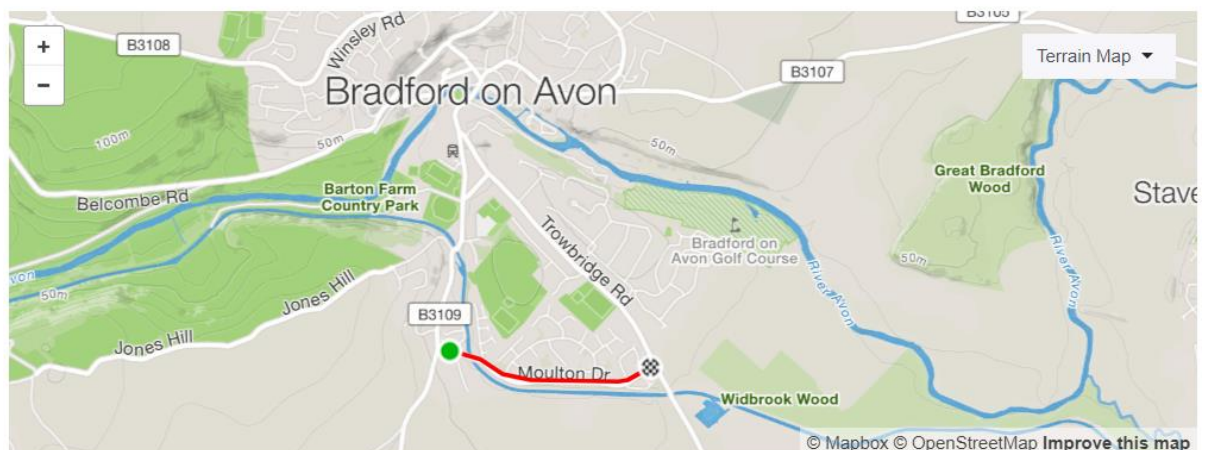 B3105
+
B3108
Winsley Rd
Terrain Map
−
B3107
Bradford on Avon
100m
50m
50m
Great Bradford
Wood
Barton Farm
Country Park
Belcombe Rd
Stave
Trowbridge Rd
Bradford on
Avon Golf Course
River Avon
River Avon
50m
von
50m
Jones Hill
B3109
Jones Hill
Moulton Dr
Widbrook Wood
© Mapbox © OpenStreetMap Improve this map